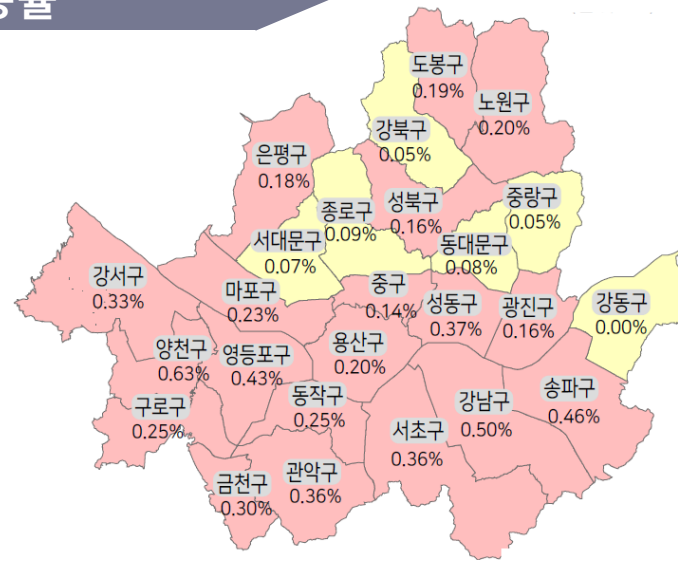 도봉구
0.19%
노원구
0.20%
강북구
0.05%
은평구
0.18%
종로구
0.09%
성북구
0.16%
중랑구
0.05%
서대문구
0.07%
동대문구
0.08%
강서구
0.33%
마포구
0.23%
중구
0.14%
성동구
0.37%
광진구
0.16%
강동구
0.00%
양천구
0.63%
영등포구
0.43%
용산구
0.20%
구로구
0.25%
동작구
0.25%
서초구
0.36%
강남구
0.50%
송파구
0.46%
금천구
0.30%
관악구
0.36%